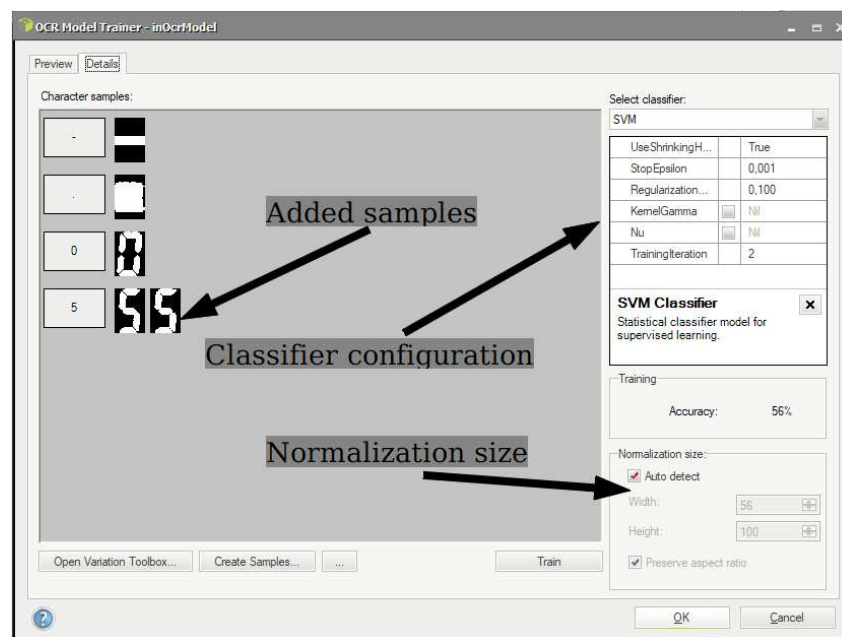 OCR Model Trainer - inOcrModel
Preview Details
Character samples:
-
.
0
5
5 5
Added samples
Classifier configuration
Normalization size
Open Variation Toolbox... Create Samples... ... Train
Select classifier:
SVM
UseShrinkingH... True
StopEpsilon 0,001
Regularization... 0,100
KernelGamma Nil
Nu Nil
TrainingIteration 2
SVM Classifier
Statistical classifier model for
supervised learning.
Training
Accuracy: 56%
Normalization size:
Auto detect
Width: 56
Height: 100
Preserve aspect ratio
OK Cancel